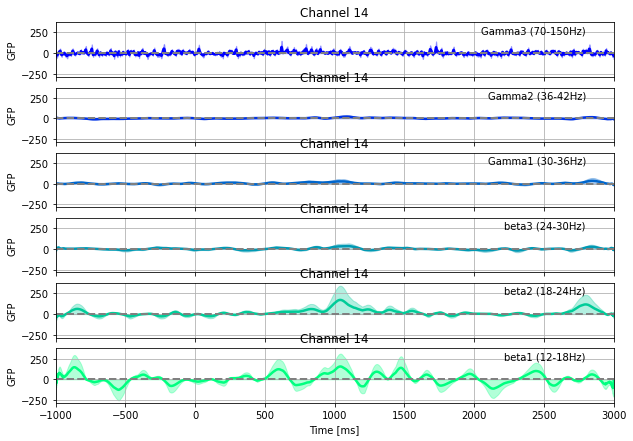 Channel 14
Gamma3 (70-150Hz)
250
0
−250
GFP
Channel 14
Gamma2 (36-42Hz)
250
0
−250
GFP
Channel 14
Gamma1 (30-36Hz)
250
0
−250
GFP
Channel 14
beta3 (24-30Hz)
250
0
−250
GFP
Channel 14
beta2 (18-24Hz)
250
0
−250
GFP
Channel 14
beta1 (12-18Hz)
250
0
−250
GFP
−1000 −500 0 500 1000 1500 2000 2500 3000
Time [ms]